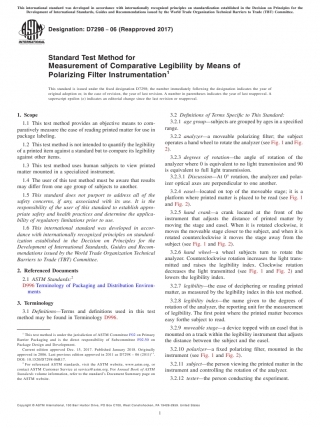 This international standard was developed in accordance with internationally recognized principles on standardization established in the Decision on Principles for the
Development of International Standards, Guides and Recommendations issued by the World Trade Organization Technical Barriers to Trade (TBT) Committee.
Designation: D7298 − 06 (Reapproved 2017)
Standard Test Method for
Measurement of Comparative Legibility by Means of
Polarizing Filter Instrumentation1
This standard is issued under the fixed designation D7298; the number immediately following the designation indicates the year of
original adoption or, in the case of revision, the year of last revision. A number in parentheses indicates the year of last reapproval. A
superscript epsilon (ε) indicates an editorial change since the last revision or reapproval.
1. Scope
1.1 This test method provides an objective means to com-
paratively measure the ease of reading printed matter for use in
package labeling.
1.2 This test method is not intended to quantify the legibility
of a printed item against a standard but to compare its legibility
against other items.
1.3 This test method uses human subjects to view printed
matter mounted in a specialized instrument.
1.4 The user of this test method must be aware that results
may differ from one age group of subjects to another.
1.5 This standard does not purport to address all of the
safety concerns, if any, associated with its use. It is the
responsibility of the user of this standard to establish appro-
priate safety and health practices and determine the applica-
bility of regulatory limitations prior to use.
1.6 This international standard was developed in accor-
dance with internationally recognized principles on standard-
ization established in the Decision on Principles for the
Development of International Standards, Guides and Recom-
mendations issued by the World Trade Organization Technical
Barriers to Trade (TBT) Committee.
2. Referenced Documents
2.1 ASTM Standards:2
D996 Terminology of Packaging and Distribution Environ-
ments
3. Terminology
3.1 Definitions—Terms and definitions used in this test
method may be found in Terminology D996.
1 This test method is under the jurisdiction of ASTM Committee F02 on Primary
Barrier Packaging and is the direct responsibility of Subcommittee F02.50 on
Package Design and Development.
Current edition approved Dec. 15, 2017. Published January 2018. Originally
approved in 2006. Last previous edition approved in 2011 as D7298 – 06 (2011)ε1.
DOI: 10.1520/D7298-06R17.
2 For referenced ASTM standards, visit the ASTM website, www.astm.org, or
contact ASTM Customer Service at service@astm.org. For Annual Book of ASTM
Standards volume information, refer to the standard's Document Summary page on
the ASTM website.
3.2 Definitions of Terms Specific to This Standard:
3.2.1 age group—subjects are grouped by ages in a specified
range.
3.2.2 analyzer—a moveable polarizing filter; the subject
operates a hand wheel to rotate the analyzer (see Fig. 1 and Fig.
2).
3.2.3 degrees of rotation—the angle of rotation of the
analyzer where 0 is equivalent to no light transmission and 90
is equivalent to full light transmission.
3.2.3.1 Discussion—At 0° rotation, the analyzer and polar-
izer optical axes are perpendicular to one another.
3.2.4 easel—located on top of the moveable stage; it is a
platform where printed matter is placed to be read (see Fig. 1
and Fig. 2).
3.2.5 hand crank—a crank located at the front of the
instrument that adjusts the distance of printed matter by
moving the stage and easel. When it is rotated clockwise, it
moves the moveable stage closer to the subject, and when it is
rotated counterclockwise it moves the stage away from the
subject (see Fig. 1 and Fig. 2).
3.2.6 hand wheel—a wheel subjects turn to rotate the
analyzer. Counterclockwise rotation increases the light trans-
mitted and raises the legibility index, Clockwise rotation
decreases the light transmitted (see Fig. 1 and Fig. 2) and
lowers the legibility index.
3.2.7 legibility—the ease of deciphering or reading printed
matter, as measured by the legibility index in this test method.
3.2.8 legibility index—the name given to the degrees of
rotation of the analyzer, the reporting unit for the measurement
of legibility. The first point where the printed matter becomes
easy forthe subject to read.
3.2.9 moveable stage—a device topped with an easel that is
mounted on a track within the legibility instrument that adjusts
the distance between the subject and the easel.
3.2.10 polarizer—a fixed polarizing filter, mounted in the
instrument (see Fig. 1 and Fig. 2).
3.2.11 subject—the person viewing the printed matter in the
instrument and controlling the rotation of the analyzer.
3.2.12 tester—the person conducting the experiment.
Copyright © ASTM International, 100 Barr Harbor Drive, PO Box C700, West Conshohocken, PA 19428-2959. United States
1